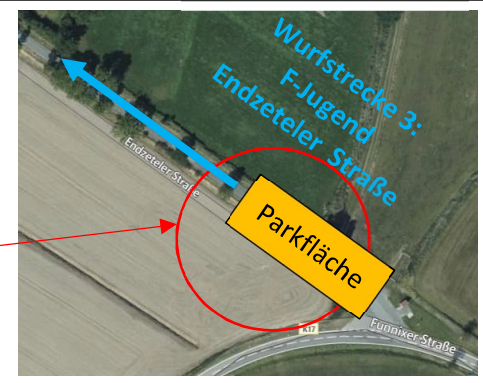 Wurfstrecke 3:
F-Jugend
Endzeteler Straße
Endzeteler Straße
Parkfläche
K17
Funnixer Straße